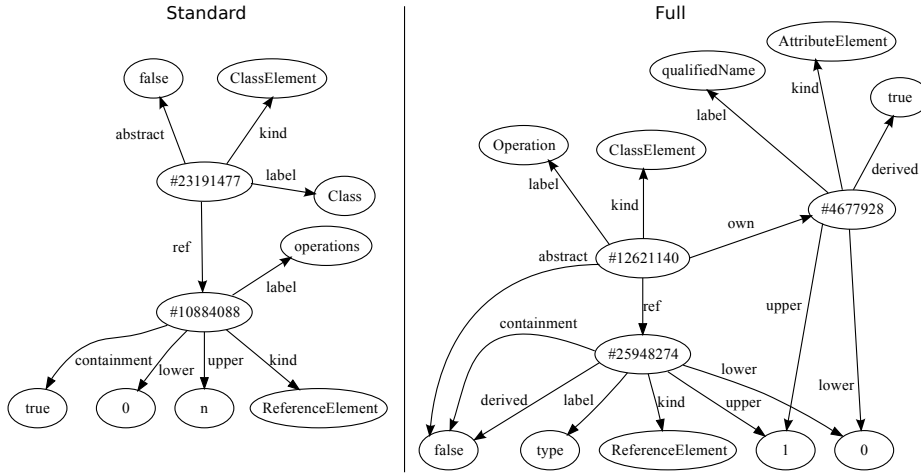 Standard
Full
false
ClassElement
abstract
kind
#23191477
label
Class
ref
operations
label
#10884088
containment
lower
upper
kind
true
0
n
ReferenceElement
AttributeElement
qualifiedName
kind
true
label
derived
Operation
ClassElement
label
kind
#4677928
own
abstract
#12621140
ref
upper
containment
#25948274
lower
lower
derived
label
kind
upper
false
type
ReferenceElement
1
0